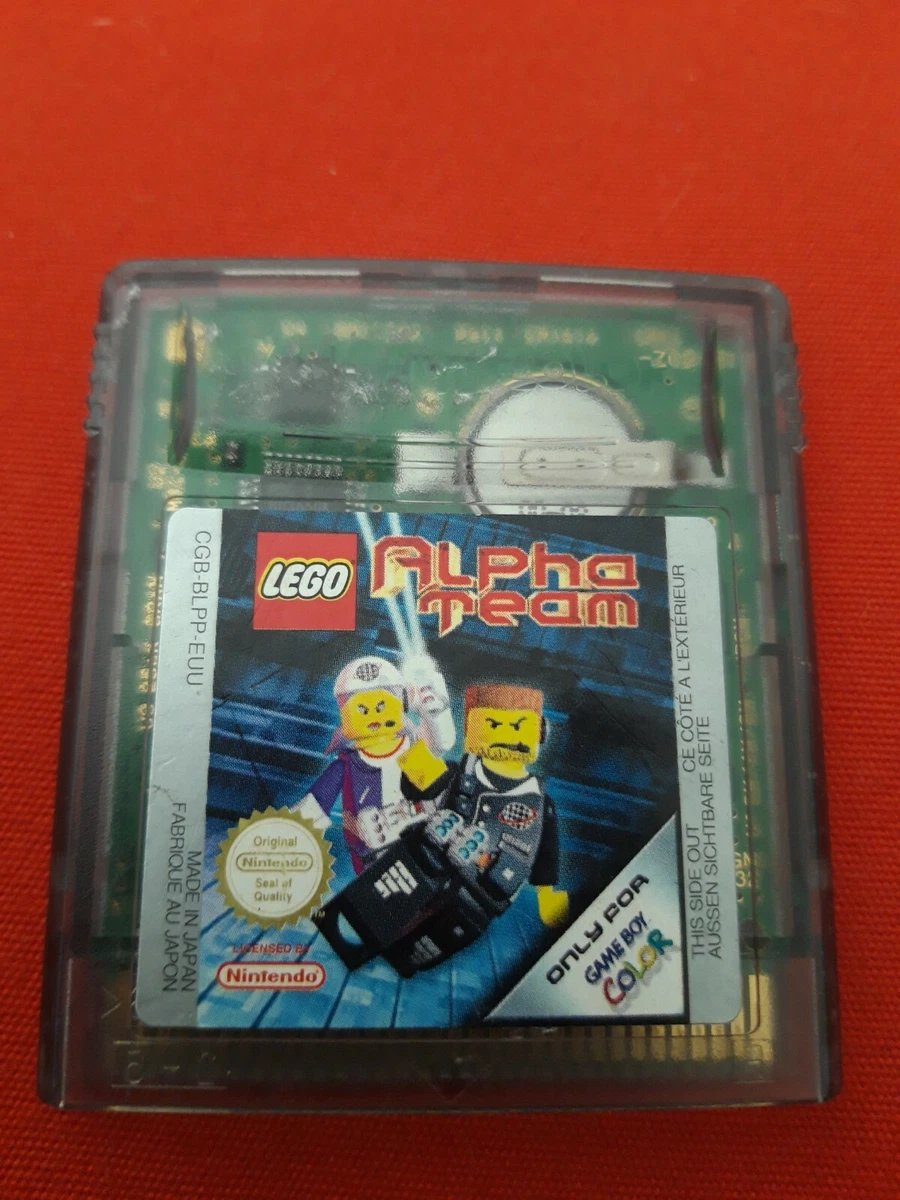 CGB-BLPP-EUU
LEGO
ALPHA
TEAM
Original
Nintendo
Seal of
Quality
TM
LICENSED BY
Nintendo
ONLY FOR
GAME BOY
COLOR
MADE IN JAPAN
FABRIQUE AU JAPON
THIS SIDE OUT
CE CÔTÉ A L'EXTÉRIEUR
AUSSEN SICHTBARE SEITE